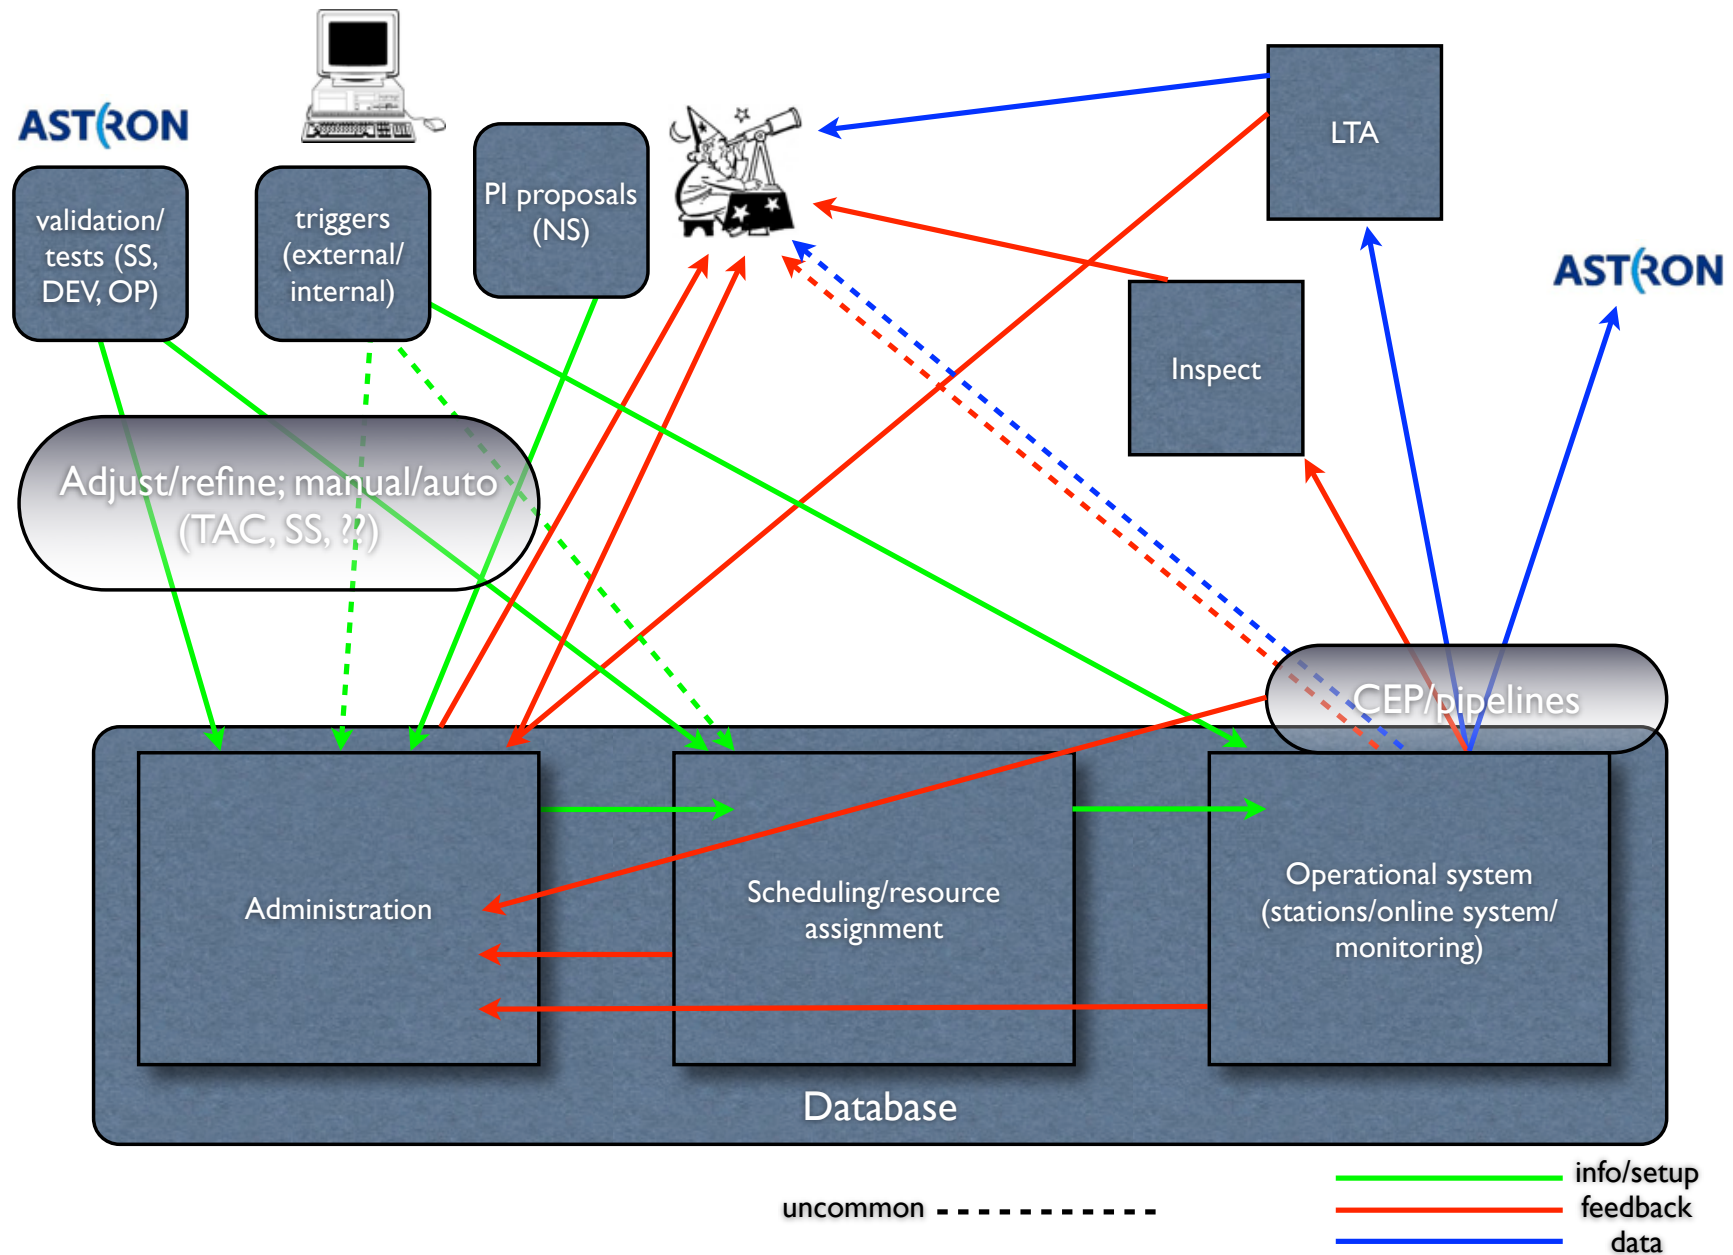 ASTRON
validation/
tests (SS,
DEV, OP)
triggers
(external/
internal)
PI proposals
(NS)
LTA
ASTRON
Inspect
Adjust/refine; manual/auto
(TAC, SS, ??)
CEP/pipelines
Administration
Scheduling/resource
assignment
Operational system
(stations/online system/
monitoring)
Database
uncommon
info/setup
feedback
data